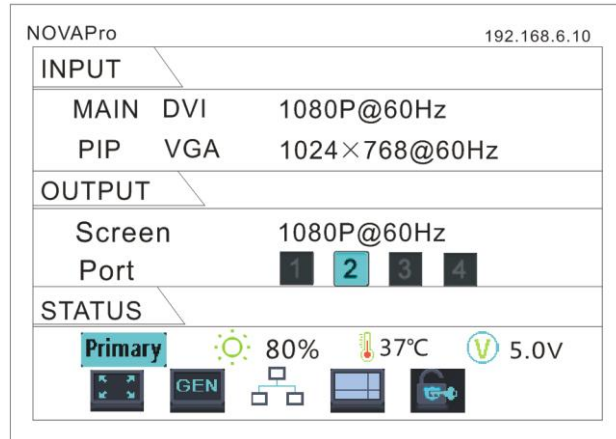 NOVAPro 192.168.6.10
INPUT
MAIN DVI 1080P@60Hz
PIP VGA 1024×768@60Hz
OUTPUT
Screen 1080P@60Hz
Port 1 2 3 4
STATUS
Primary 80% 37℃ V 5.0V
GEN